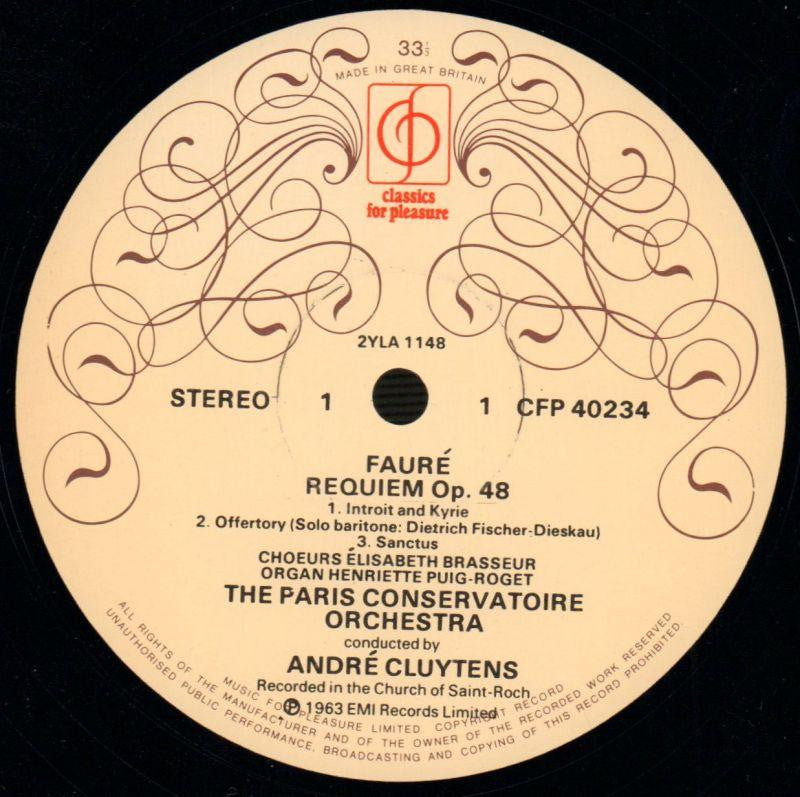 33⅓
MADE IN GREAT BRITAIN
classics
for pleasure
2YLA 1148
STEREO 1 1 CFP 40234
FAURÉ
REQUIEM Op. 48
1. Introit and Kyrie
2. Offertory (Solo baritone: Dietrich Fischer-Dieskau)
3. Sanctus
CHOEURS ÉLISABETH BRASSEUR
ORGAN HENRIETTE PUIG-ROGET
THE PARIS CONSERVATOIRE
ORCHESTRA
conducted by
ANDRÉ CLUYTENS
Recorded in the Church of Saint-Roch
Ⓟ 1963 EMI Records Limited
MUSIC FOR PLEASURE LIMITED. COPYRIGHT RECORD
ALL RIGHTS OF THE MANUFACTURER AND OF THE OWNER OF THE RECORDED WORK RESERVED
UNAUTHORISED PUBLIC PERFORMANCE, BROADCASTING AND COPYING OF THIS RECORD PROHIBITED.